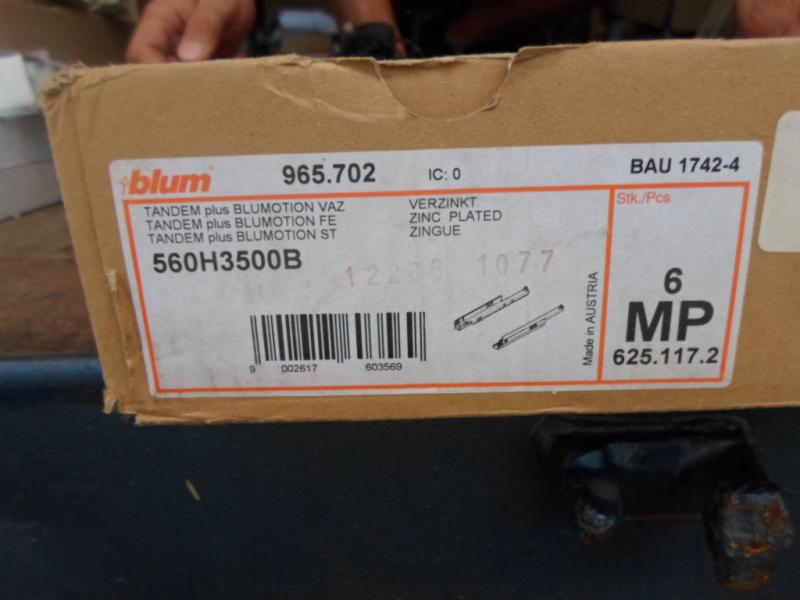 blum 965.702 IC: 0 BAU 1742-4
TANDEM plus BLUMOTION VAZ VERZINKT
TANDEM plus BLUMOTION FE ZINC PLATED
TANDEM plus BLUMOTION ST ZINGUE
560H3500B
12236 1077
9 002617 603569
Made in AUSTRIA
Stk./Pcs
6
MP
625.117.2